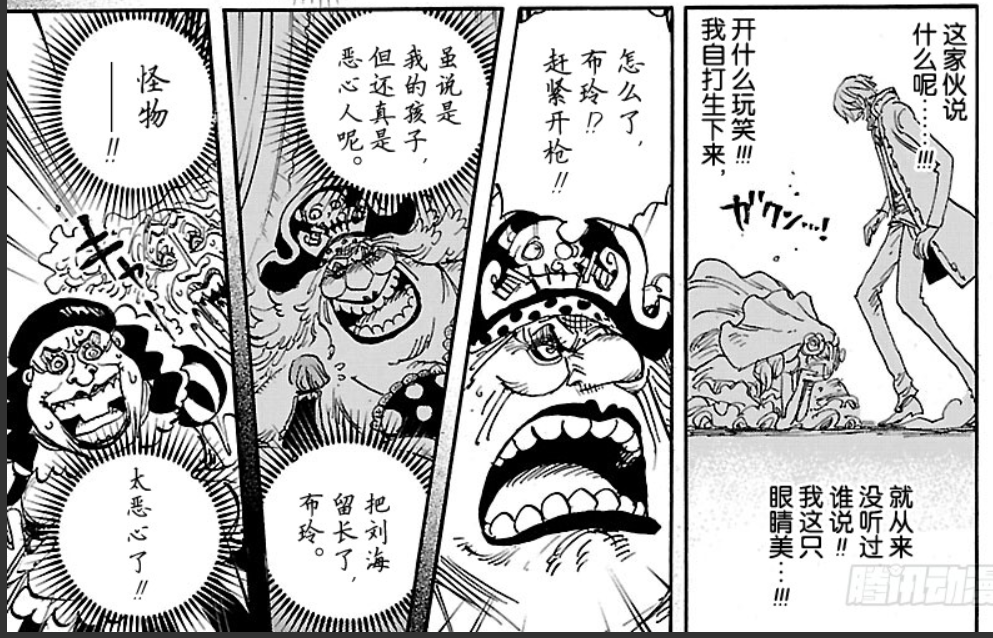 这家伙说
什么呢……!!!
开什么玩笑!!!
我自打生下来，
ガクン…!
就从来
没听过
谁说!!
我这只
眼睛美…!!!
怎么了，
布玲!?
赶紧开枪!!
虽说是
我的孩子，
但还真是
恶心人呢。
把刘海
留长了，
布玲。
怪物
——!!
キャー
太恶心了!!
腾讯动漫